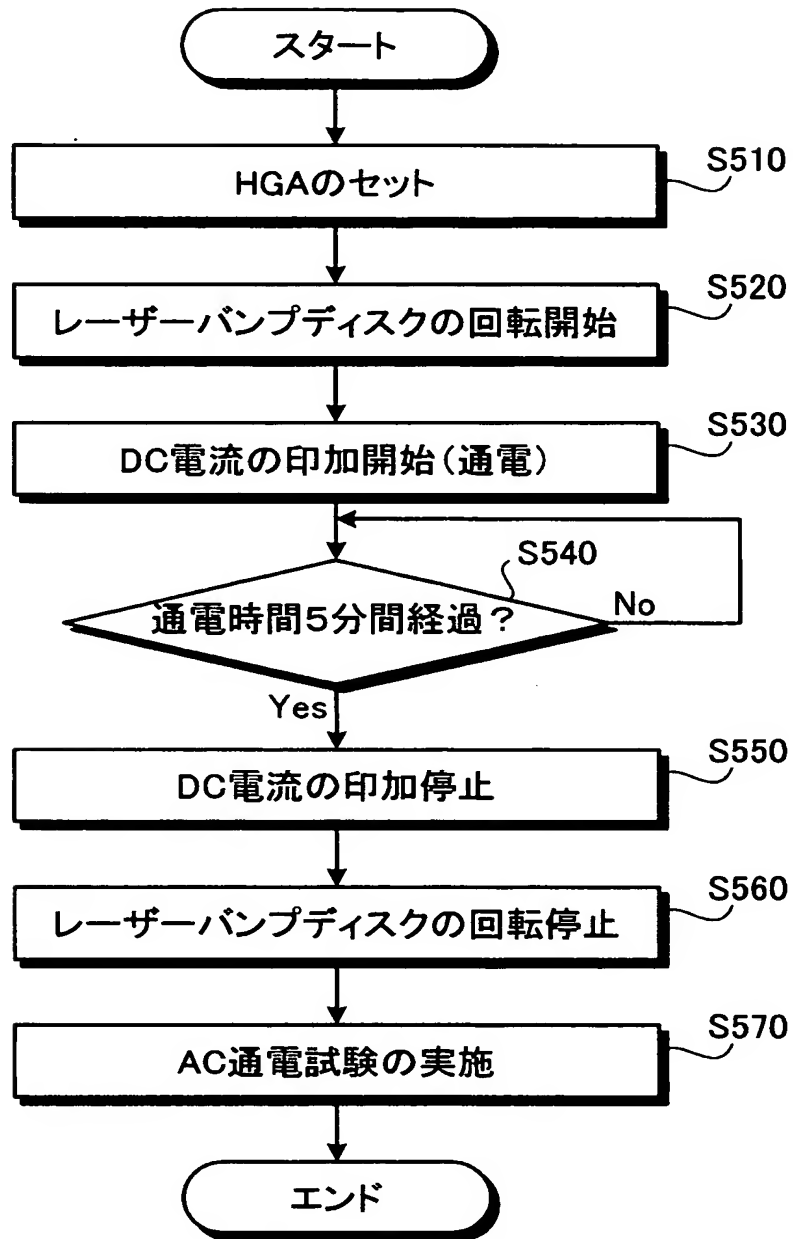 スタート
S510
HGAのセット
S520
レーザーバンプディスクの回転開始
S530
DC電流の印加開始(通電)
S540
通電時間5分間経過?
No
Yes
S550
DC電流の印加停止
S560
レーザーバンプディスクの回転停止
S570
AC通電試験の実施
エンド